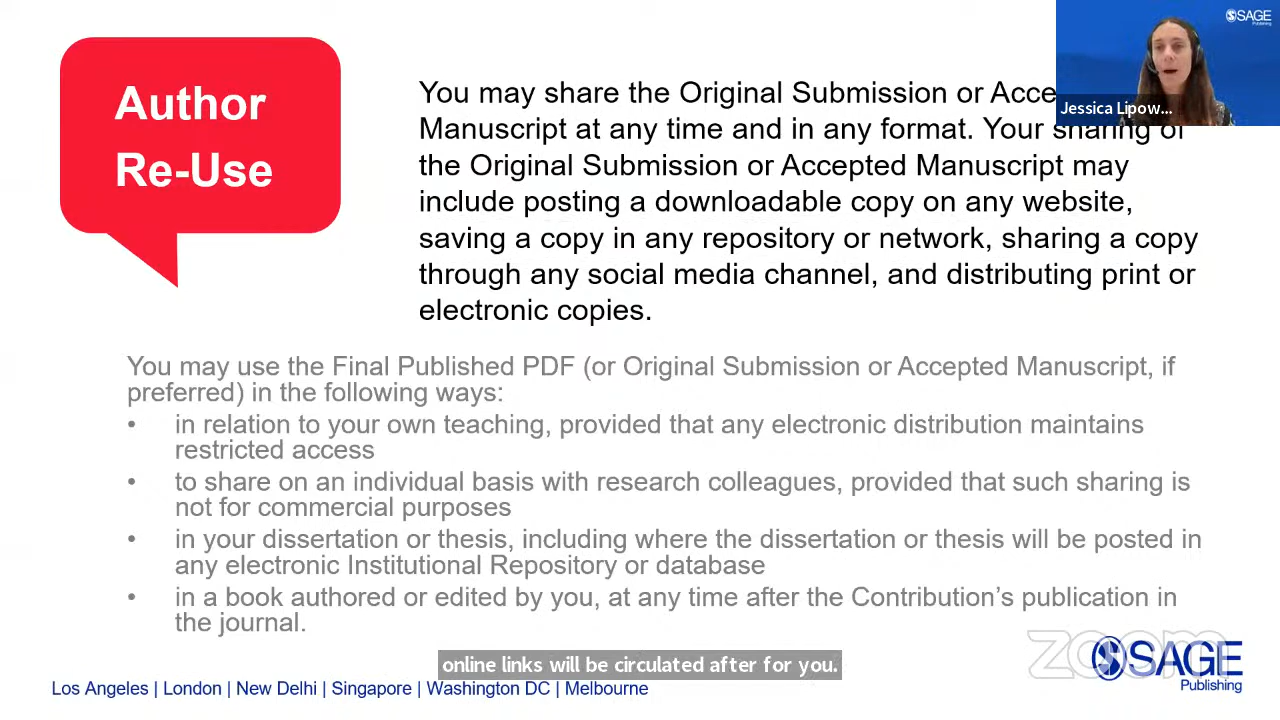 SAGE
Publishing
Jessica Lipow...
Author
Re-Use
You may share the Original Submission or Acce
Manuscript at any time and in any format. Your sharing of
the Original Submission or Accepted Manuscript may
include posting a downloadable copy on any website,
saving a copy in any repository or network, sharing a copy
through any social media channel, and distributing print or
electronic copies.
You may use the Final Published PDF (or Original Submission or Accepted Manuscript, if
preferred) in the following ways:
• in relation to your own teaching, provided that any electronic distribution maintains
restricted access
• to share on an individual basis with research colleagues, provided that such sharing is
not for commercial purposes
• in your dissertation or thesis, including where the dissertation or thesis will be posted in
any electronic Institutional Repository or database
• in a book authored or edited by you, at any time after the Contribution’s publication in
the journal.
online links will be circulated after for you.
zoom
SAGE
Publishing
Los Angeles | London | New Delhi | Singapore | Washington DC | Melbourne